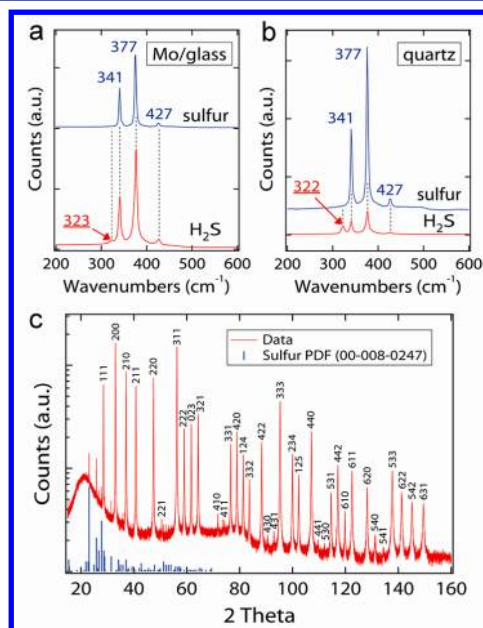 a
Mo/glass
377
341
427
sulfur
323
H2S
Counts (a.u.)
200 300 400 500 600
Wavenumbers (cm-1)
b
quartz
377
341
427
sulfur
322
H2S
Counts (a.u.)
200 300 400 500 600
Wavenumbers (cm-1)
c
Data
Sulfur PDF (00-008-0247)
Counts (a.u.)
111
200
210
211
220
221
311
222
023
321
410
411
331
420
124
332
422
430
431
333
234
125
440
441
530
531
442
610
611
620
540
541
533
622
542
631
20 40 60 80 100 120 140 160
2 Theta